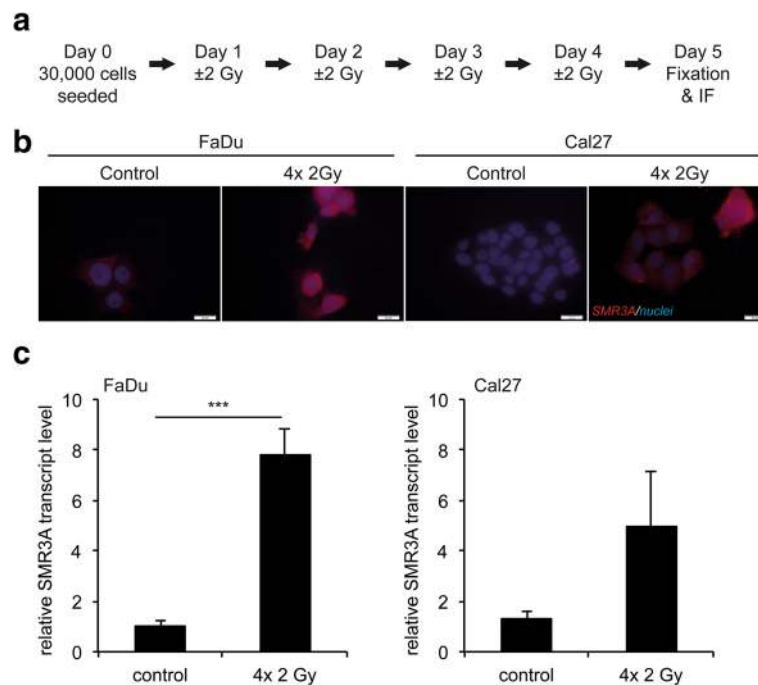 a
Day 0
30,000 cells
seeded
Day 1
±2 Gy
Day 2
±2 Gy
Day 3
±2 Gy
Day 4
±2 Gy
Day 5
Fixation
& IF
b
FaDu
Cal27
Control
4x 2Gy
Control
4x 2Gy
SMR3A/nuclei
c
FaDu
relative SMR3A transcript level
10
8
6
4
2
0
***
control
4x 2 Gy
Cal27
relative SMR3A transcript level
10
8
6
4
2
0
control
4x 2 Gy